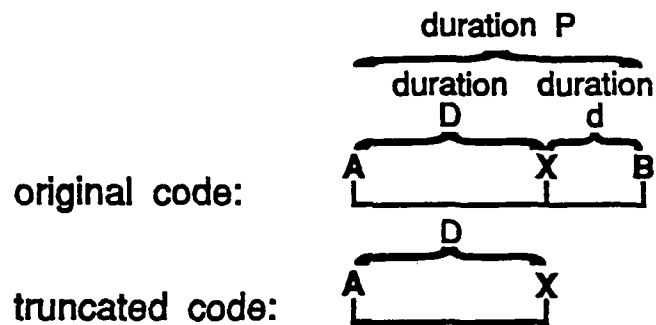 duration P
duration duration
D d
A X B
original code:
D
A X
truncated code: